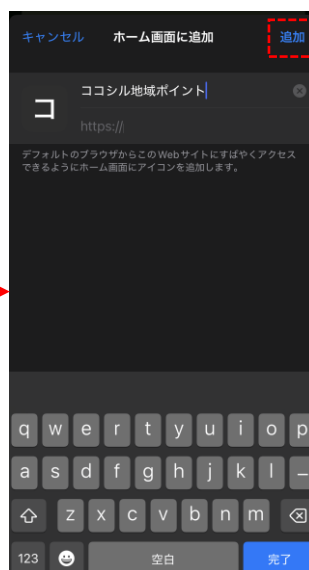 キャンセル ホーム画面に追加 追加
コ
ココシル地域ポイント
https://
デフォルトのブラウザからこのWebサイトにすばやくアクセス
できるようにホーム画面にアイコンを追加します。
q w e r t y u i o p
a s d f g h j k l –
z x c v b n m
123 空白 完了